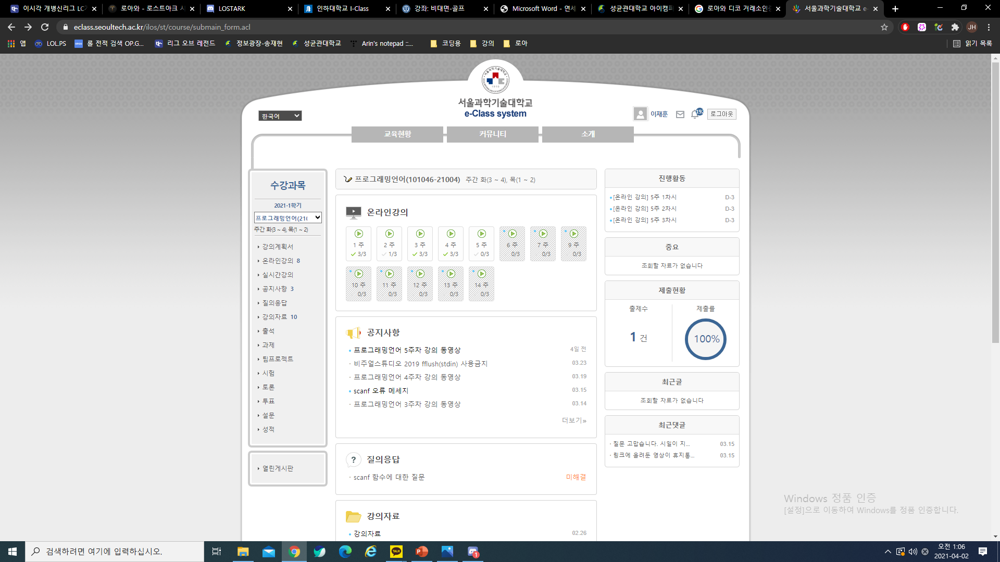 이시각 개병신리그 LC
로아와 - 로스트아크 시
LOSTARK
인하대학교 I-Class
강좌: 비대면-골프
Microsoft Word - 연세
성균관대학교 아이캠퍼
로아와 디코 거래소인
서울과학기술대학교 e-
eclass.seoultech.ac.kr/ilos/st/course/submain_form.acl
JH
앱
LOL.PS
롤 전적 검색 OP.G...
리그 오브 레전드
정보광장-송재현
성균관대학교
Arin's notepad ::...
코딩용
강의
로아
읽기 목록
서울과학기술대학교
e-Class system
한국어
이재훈
192
로그아웃
교육현황
커뮤니티
소개
수강과목
2021-1학기
프로그래밍언어(210
주간 화(3 ~ 4), 목(1 ~ 2)
강의계획서
온라인강의 8
실시간강의
공지사항 3
질의응답
강의자료 10
출석
과제
팀프로젝트
시험
토론
투표
설문
성적
열린게시판
프로그래밍언어(101046-21004) 주간 화(3 ~ 4), 목(1 ~ 2)
온라인강의
1 주
3/3
2 주
1/3
3 주
3/3
4 주
3/3
5 주
0/3
6 주
0/3
7 주
0/3
9 주
0/3
10 주
0/3
11 주
0/3
12 주
0/3
13 주
0/3
14 주
0/3
공지사항
프로그래밍언어 5주차 강의 동영상 4일 전
비주얼스튜디오 2019 fflush(stdin) 사용금지 03.23
프로그래밍언어 4주차 강의 동영상 03.19
scanf 오류 메세지 03.15
프로그래밍언어 3주차 강의 동영상 03.14
더보기»
질의응답
scanf 함수에 대한 질문 미해결
강의자료
강의자료 02.26
진행활동
[온라인 강의] 5주 1차시 D-3
[온라인 강의] 5주 2차시 D-3
[온라인 강의] 5주 3차시 D-3
중요
조회할 자료가 없습니다
제출현황
출제수
제출율
1 건
100%
최근글
조회할 자료가 없습니다
최근댓글
질문 고맙습니다. 시일이 지... 03.15
링크에 올려둔 영상이 휴지통... 03.15
Windows 정품 인증
[설정]으로 이동하여 Windows를 정품 인증합니다.
검색하려면 여기에 입력하십시오.
TALK
1
오전 1:06
2021-04-02